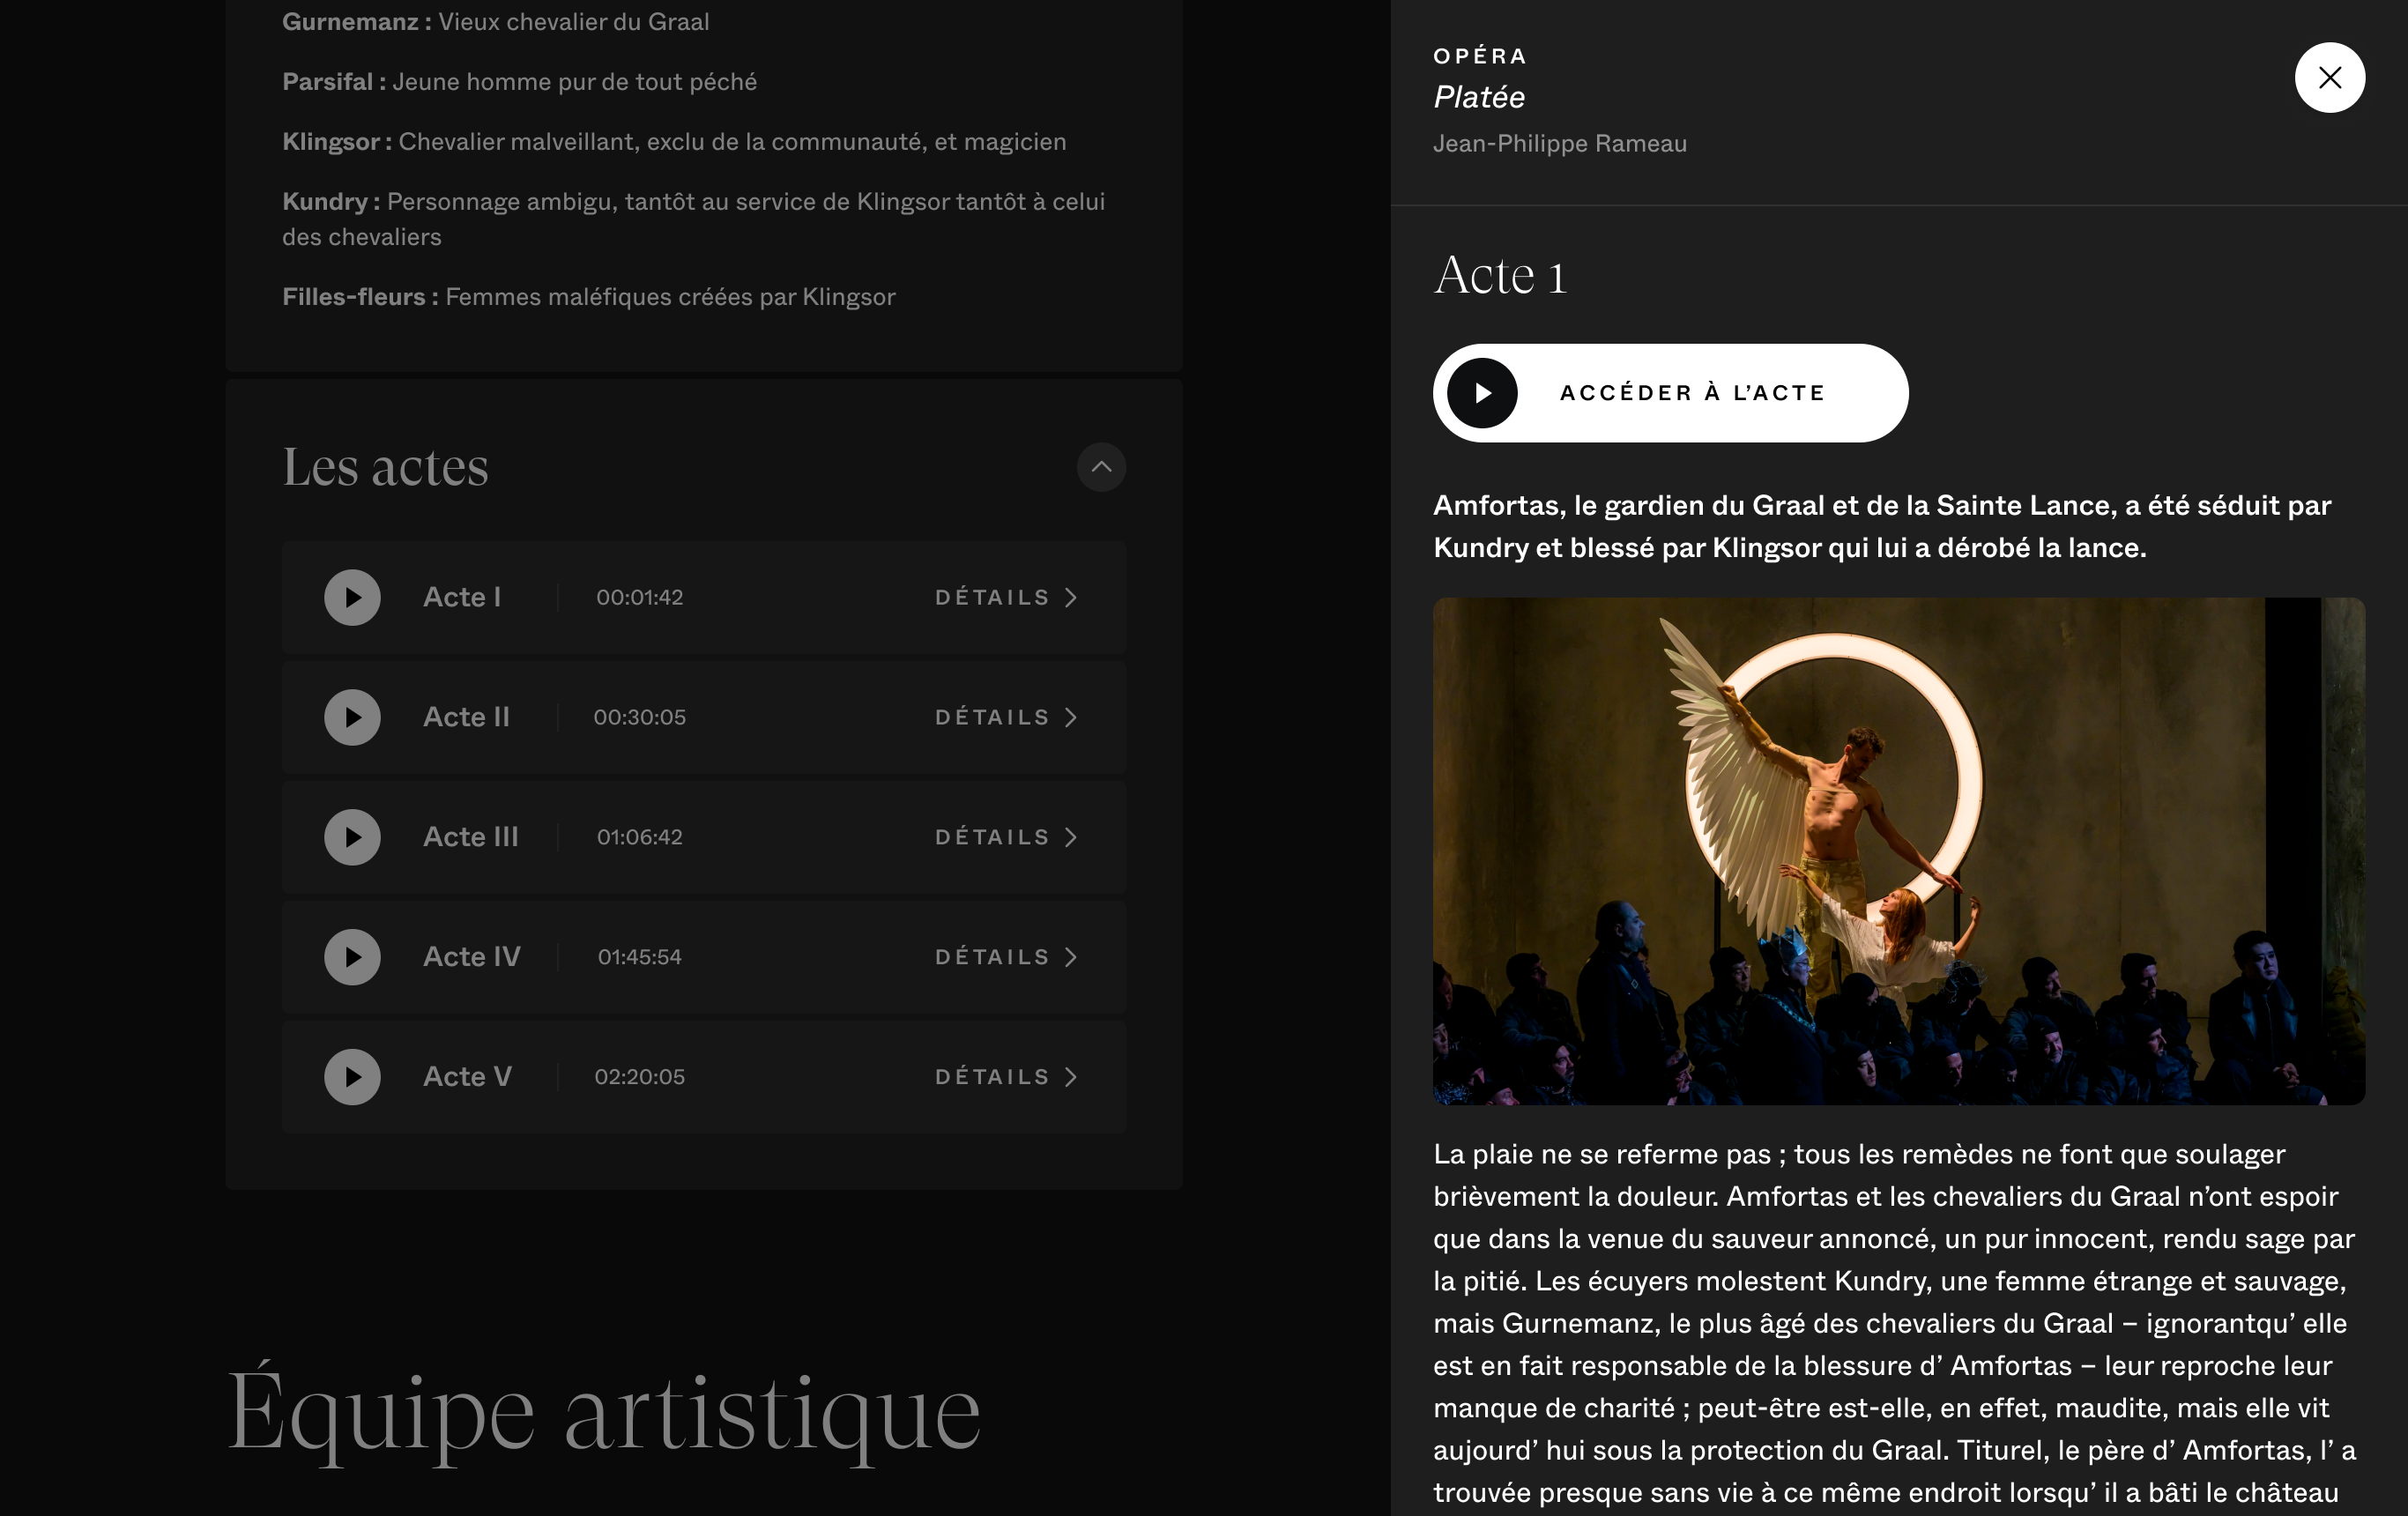 Gurnemanz : Vieux chevalier du Graal
Parsifal : Jeune homme pur de tout péché
Klingsor : Chevalier malveillant, exclu de la communauté, et magicien
Kundry : Personnage ambigu, tantôt au service de Klingsor tantôt à celui
des chevaliers
Filles-fleurs : Femmes maléfiques créées par Klingsor
Les actes
Acte I 00:01:42 DÉTAILS
Acte II 00:30:05 DÉTAILS
Acte III 01:06:42 DÉTAILS
Acte IV 01:45:54 DÉTAILS
Acte V 02:20:05 DÉTAILS
Équipe artistique
OPÉRA
Platée
Jean-Philippe Rameau
Acte 1
ACCÉDER À L’ACTE
Amfortas, le gardien du Graal et de la Sainte Lance, a été séduit par
Kundry et blessé par Klingsor qui lui a dérobé la lance.
La plaie ne se referme pas ; tous les remèdes ne font que soulager
brièvement la douleur. Amfortas et les chevaliers du Graal n’ont espoir
que dans la venue du sauveur annoncé, un pur innocent, rendu sage par
la pitié. Les écuyers molestent Kundry, une femme étrange et sauvage,
mais Gurnemanz, le plus âgé des chevaliers du Graal – ignorantqu’ elle
est en fait responsable de la blessure d’ Amfortas – leur reproche leur
manque de charité ; peut-être est-elle, en effet, maudite, mais elle vit
aujourd’ hui sous la protection du Graal. Titurel, le père d’ Amfortas, l’ a
trouvée presque sans vie à ce même endroit lorsqu’ il a bâti le château